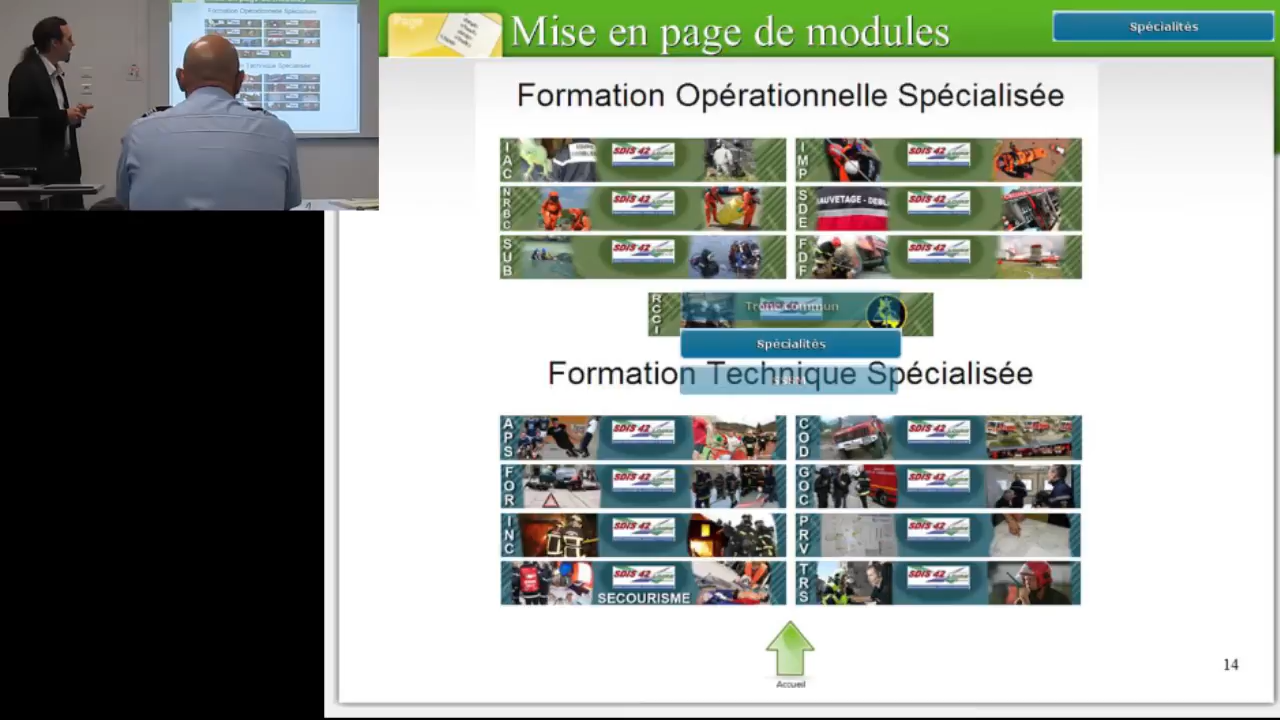 Page
Mise en page de modules
Spécialités
Formation Opérationnelle Spécialisée
IAC
SDIS 42
IMP
SDIS 42
NRBC
SDIS 42
SDE
SAUVETAGE - DEBL
SDIS 42
SUB
SDIS 42
FDF
SDIS 42
RCCI
Tronc commun
Spécialités
Formation Technique Spécialisée
APS
SDIS 42
COD
SDIS 42
FOR
SDIS 42
GOC
SDIS 42
INC
SDIS 42
PRV
SDIS 42
SDIS 42
SECOURISME
TRS
SDIS 42
Accueil
14